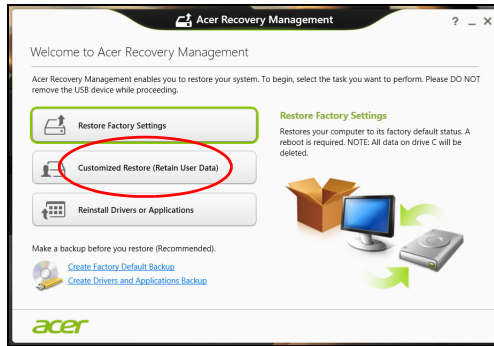 Acer Recovery Management
? _ X
Welcome to Acer Recovery Management
Acer Recovery Management enables you to restore your system. To begin, select the task you want to perform. Please DO NOT
remove the USB device while proceeding.
Restore Factory Settings
Customized Restore (Retain User Data)
Reinstall Drivers or Applications
Restore Factory Settings
Restores your computer to its factory default status. A
reboot is required. NOTE: All data on drive C will be
deleted.
Make a backup before you restore (Recommended).
Create Factory Default Backup
Create Drivers and Applications Backup
acer